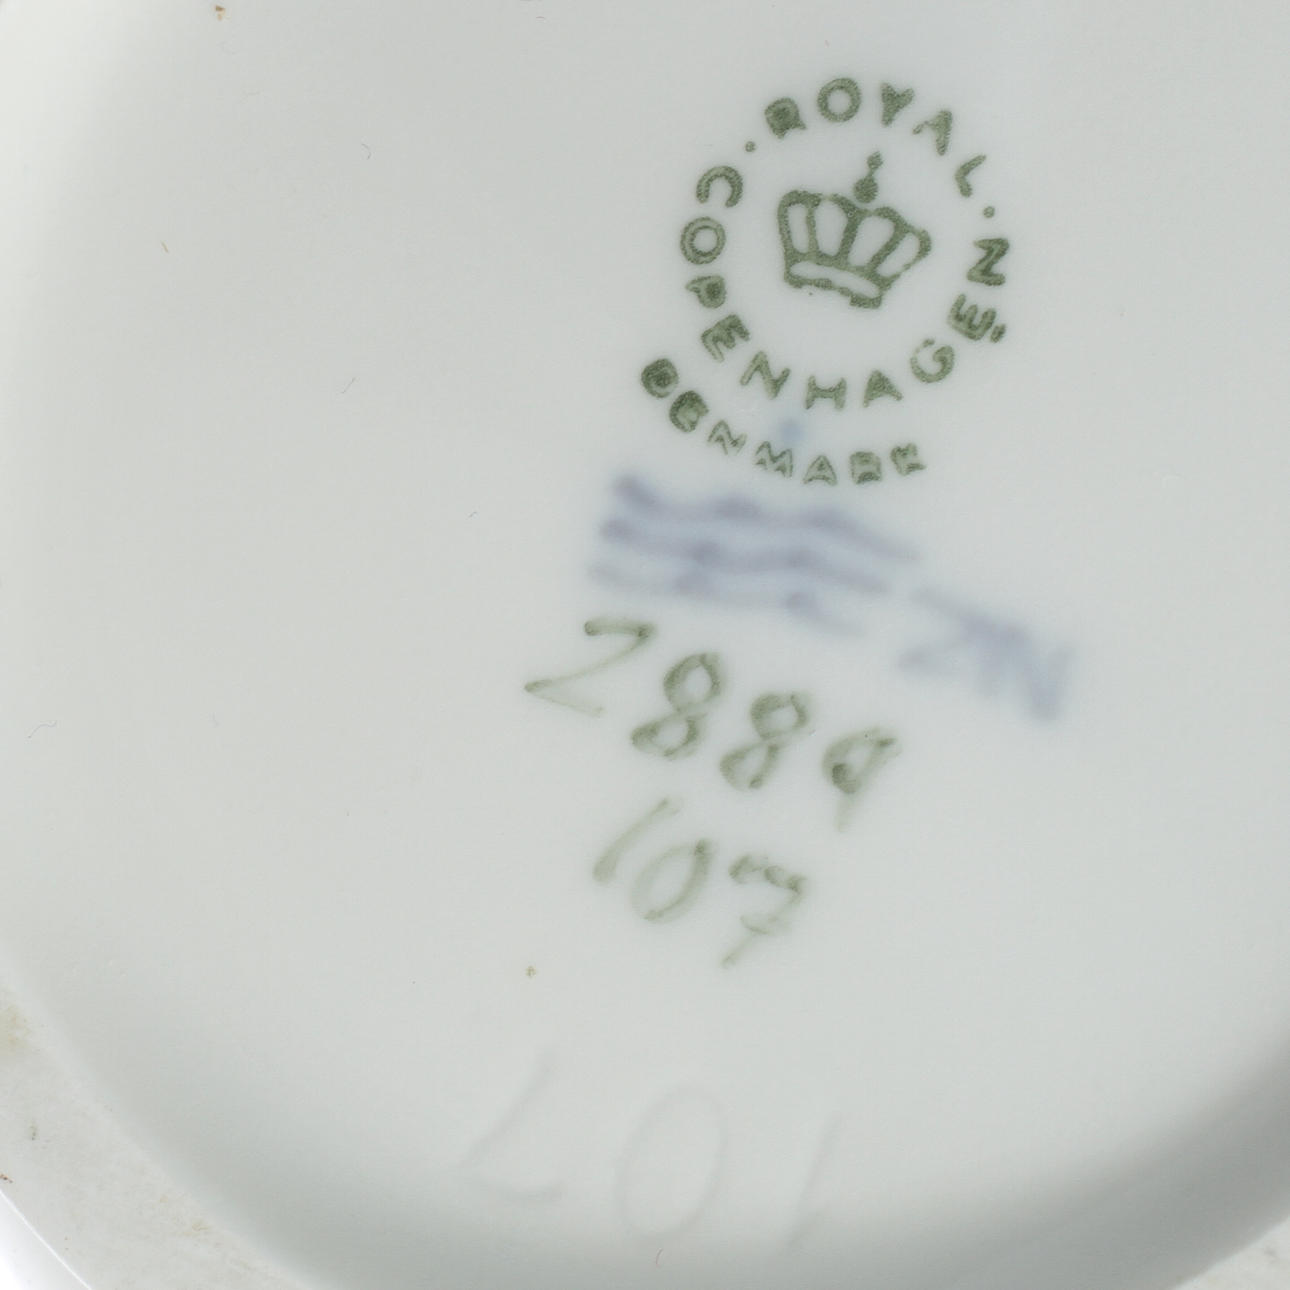 ROYAL · COPENHAGEN ·
DENMARK
2889
107
107